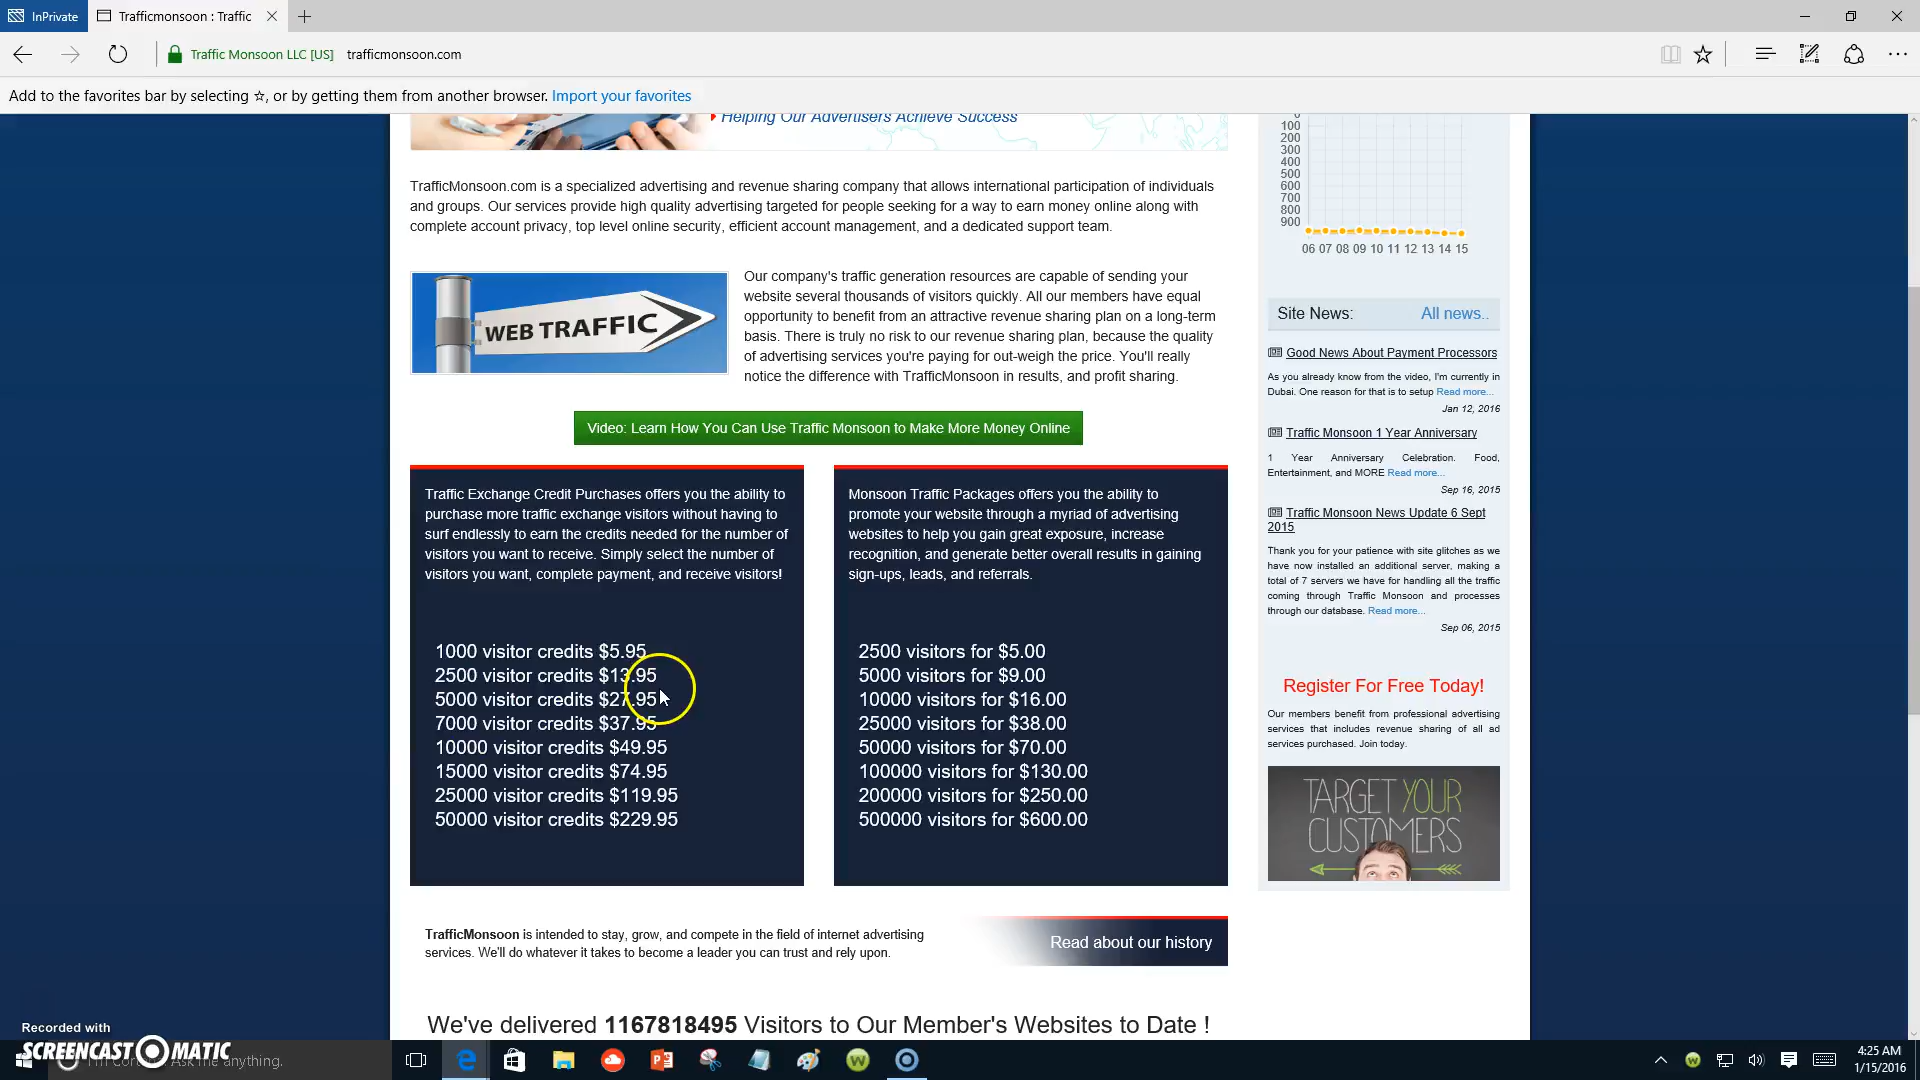 InPrivate
Trafficmonsoon : Traffic
Traffic Monsoon LLC [US]
trafficmonsoon.com
Add to the favorites bar by selecting ☆, or by getting them from another browser. Import your favorites
Helping Our Advertisers Achieve Success
TrafficMonsoon.com is a specialized advertising and revenue sharing company that allows international participation of individuals
and groups. Our services provide high quality advertising targeted for people seeking for a way to earn money online along with
complete account privacy, top level online security, efficient account management, and a dedicated support team.
WEB TRAFFIC
Our company's traffic generation resources are capable of sending your
website several thousands of visitors quickly. All our members have equal
opportunity to benefit from an attractive revenue sharing plan on a long-term
basis. There is truly no risk to our revenue sharing plan, because the quality
of advertising services you're paying for out-weigh the price. You'll really
notice the difference with TrafficMonsoon in results, and profit sharing.
Video: Learn How You Can Use Traffic Monsoon to Make More Money Online
Traffic Exchange Credit Purchases offers you the ability to
purchase more traffic exchange visitors without having to
surf endlessly to earn the credits needed for the number of
visitors you want to receive. Simply select the number of
visitors you want, complete payment, and receive visitors!
1000 visitor credits $5.95
2500 visitor credits $13.95
5000 visitor credits $27.95
7000 visitor credits $37.95
10000 visitor credits $49.95
15000 visitor credits $74.95
25000 visitor credits $119.95
50000 visitor credits $229.95
Monsoon Traffic Packages offers you the ability to
promote your website through a myriad of advertising
websites to help you gain great exposure, increase
recognition, and generate better overall results in gaining
sign-ups, leads, and referrals.
2500 visitors for $5.00
5000 visitors for $9.00
10000 visitors for $16.00
25000 visitors for $38.00
50000 visitors for $70.00
100000 visitors for $130.00
200000 visitors for $250.00
500000 visitors for $600.00
TrafficMonsoon is intended to stay, grow, and compete in the field of internet advertising
services. We'll do whatever it takes to become a leader you can trust and rely upon.
Read about our history
We've delivered 1167818495 Visitors to Our Member's Websites to Date !
0
100
200
300
400
500
600
700
800
900
06 07 08 09 10 11 12 13 14 15
Site News: All news..
Good News About Payment Processors
As you already know from the video, I'm currently in
Dubai. One reason for that is to setup Read more...
Jan 12, 2016
Traffic Monsoon 1 Year Anniversary
1 Year Anniversary Celebration. Food,
Entertainment, and MORE Read more...
Sep 16, 2015
Traffic Monsoon News Update 6 Sept
2015
Thank you for your patience with site glitches as we
have now installed an additional server, making a
total of 7 servers we have for handling all the traffic
coming through Traffic Monsoon and processes
through our database. Read more...
Sep 06, 2015
Register For Free Today!
Our members benefit from professional advertising
services that includes revenue sharing of all ad
services purchased. Join today.
TARGET YOUR
CUSTOMERS
Recorded with
SCREENCAST MATIC
Ask me anything.
4:25 AM
1/15/2016